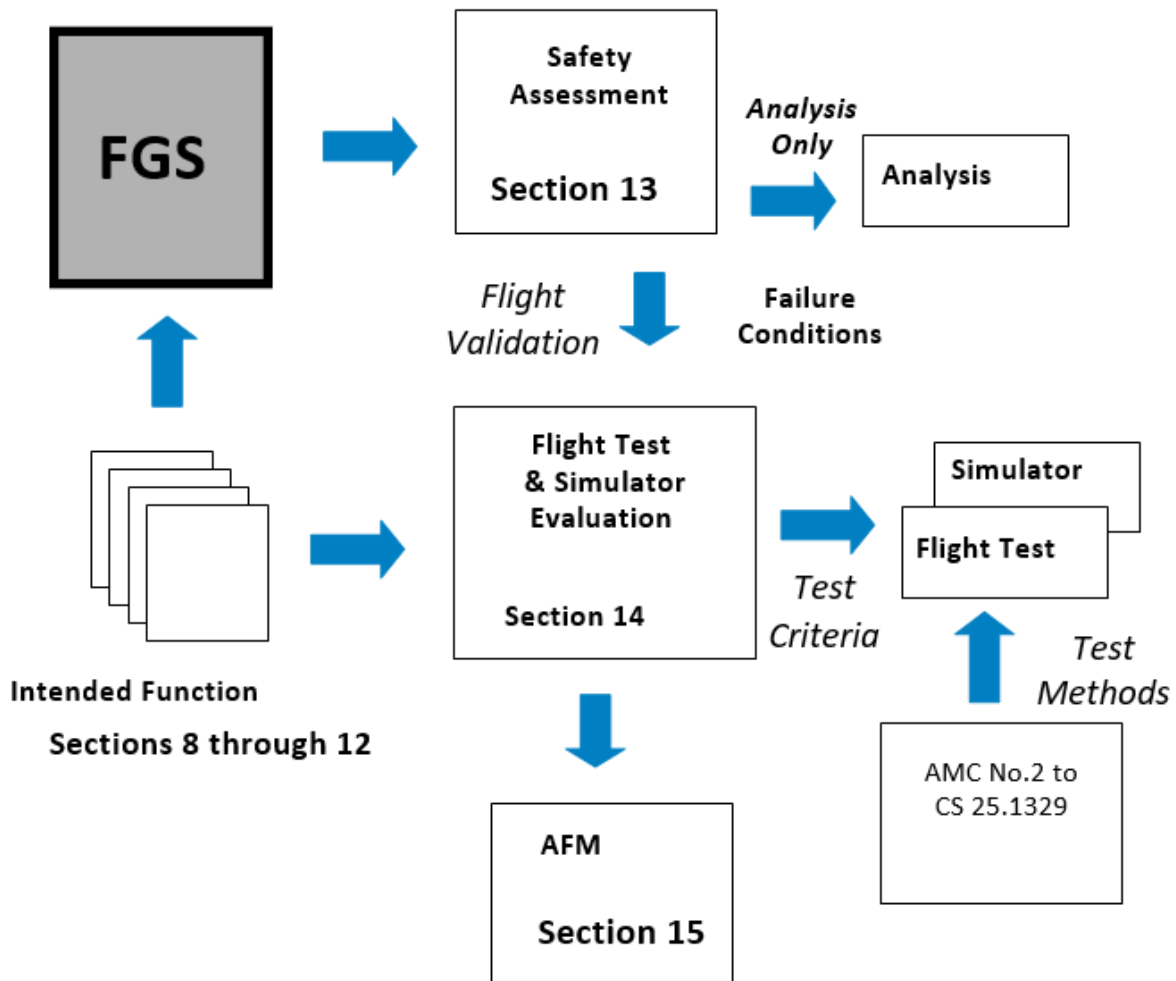 FGS
Safety
Assessment
Section 13
Analysis
Only
Analysis
Flight
Validation
Failure
Conditions
Flight Test
& Simulator
Evaluation
Section 14
Simulator
Flight Test
Test
Criteria
Test
Methods
Intended Function
Sections 8 through 12
AMC No.2 to
CS 25.1329
AFM
Section 15